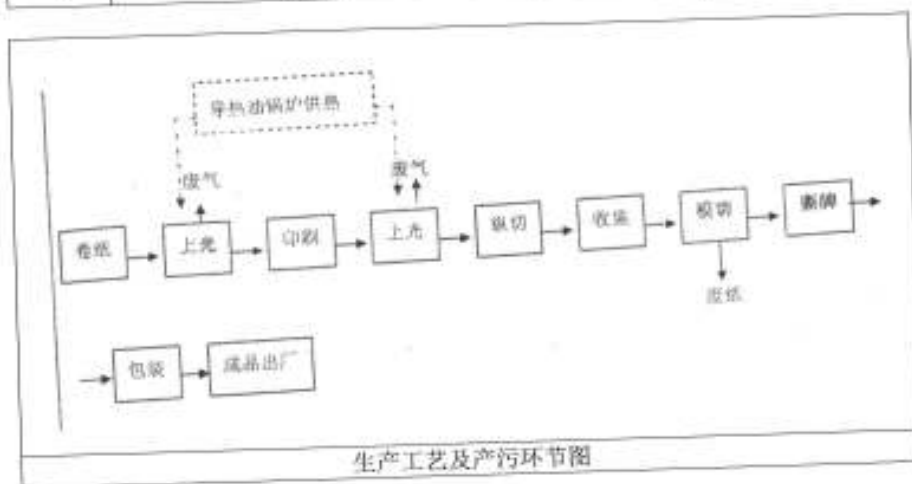 导热油锅炉供热
废气
废气
卷纸
上光
印刷
上光
纵切
收集
模切
撕牌
废纸
包装
成品出厂
生产工艺及产污环节图